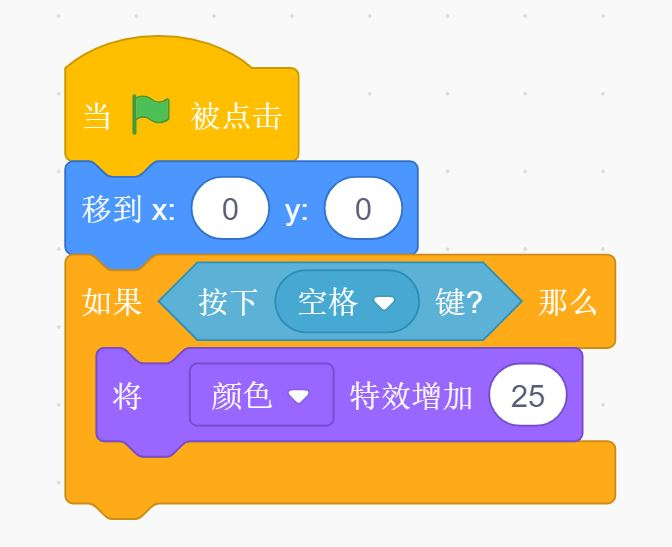 当 被点击
移到 x: 0 y: 0
如果 按下 空格 键? 那么
将 颜色 特效增加 25